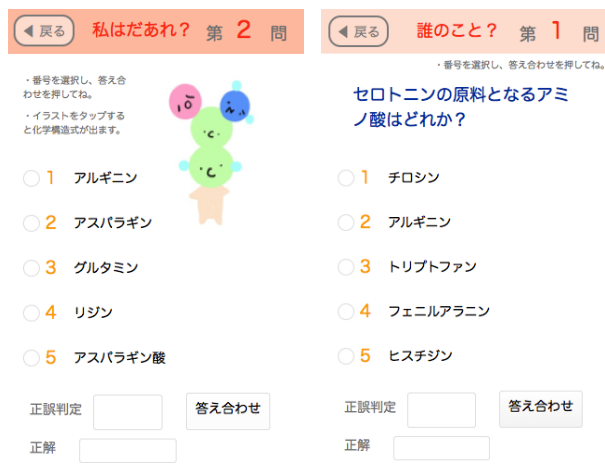 ◀ 戻る 私はだあれ？ 第 2 問
・番号を選択し、答え合
わせを押してね。
・イラストをタップする
と化学構造式が出ます。
1 アルギニン
2 アスパラギン
3 グルタミン
4 リジン
5 アスパラギン酸
正誤判定 答え合わせ
正解
◀ 戻る 誰のこと？ 第 1 問
・番号を選択し、答え合わせを押してね。
セロトニンの原料となるアミ
ノ酸はどれか？
1 チロシン
2 アルギニン
3 トリプトファン
4 フェニルアラニン
5 ヒスチジン
正誤判定 答え合わせ
正解